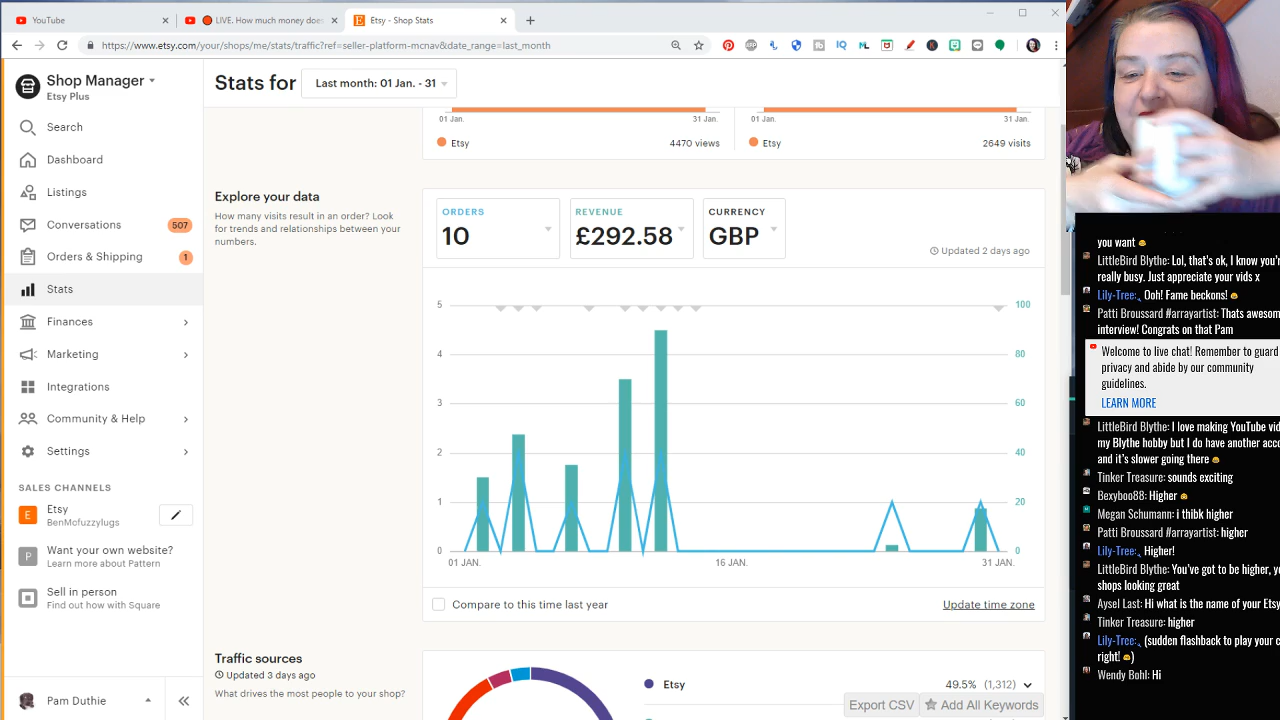 YouTube
LIVE. How much money does
Etsy - Shop Stats
https://www.etsy.com/your/shops/me/stats/traffic?ref=seller-platform-mcnav&date_range=last_month
Shop Manager
Etsy Plus
Search
Dashboard
Listings
Conversations 507
Orders & Shipping 1
Stats
Finances
Marketing
Integrations
Community & Help
Settings
SALES CHANNELS
E
Etsy
BenMcfuzzylugs
P
Want your own website?
Learn more about Pattern
Sell in person
Find out how with Square
Pam Duthie
Stats for
Last month: 01 Jan. - 31
01 Jan. 31 Jan.
Etsy 4470 views
01 Jan. 31 Jan.
Etsy 2649 visits
Explore your data
How many visits result in an order? Look
for trends and relationships between your
numbers.
ORDERS
10
REVENUE
£292.58
CURRENCY
GBP
Updated 2 days ago
5 100
4 80
3 60
2 40
1 20
0 0
01 JAN. 16 JAN. 31 JAN.
Compare to this time last year
Update time zone
Traffic sources
Updated 3 days ago
What drives the most people to your shop?
Etsy 49.5% (1,312)
Export CSV
Add All Keywords
you want
LittleBird Blythe: Lol, that's ok, I know you'r
really busy. Just appreciate your vids x
Lily-Tree: Ooh! Fame beckons!
Patti Broussard #arrayartist: Thats awesom
interview! Congrats on that Pam
Welcome to live chat! Remember to guard
privacy and abide by our community
guidelines.
LEARN MORE
LittleBird Blythe: I love making YouTube vid
my Blythe hobby but I do have another acco
and it's slower going there
Tinker Treasure: sounds exciting
Bexyboo88: Higher
Megan Schumann: i thibk higher
Patti Broussard #arrayartist: higher
Lily-Tree: Higher!
LittleBird Blythe: You've got to be higher, yo
shops looking great
Aysel Last: Hi what is the name of your Etsy
Tinker Treasure: higher
Lily-Tree: (sudden flashback to play your c
right! )
Wendy Bohl: Hi